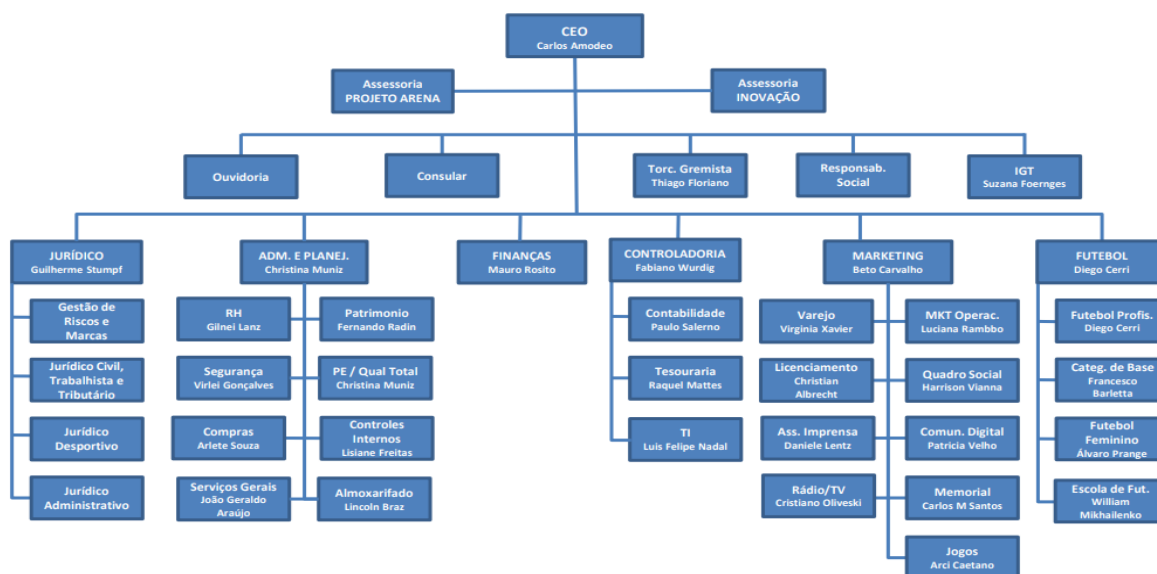 CEO
Carlos Amodeo
Assessoria
PROJETO ARENA
Assessoria
INOVAÇÃO
Ouvidoria
Consular
Torc. Gremista
Thiago Floriano
Responsab.
Social
IGT
Suzana Foernges
JURÍDICO
Guilherme Stumpf
ADM. E PLANEJ.
Christina Muniz
FINANÇAS
Mauro Rosito
CONTROLADORIA
Fabiano Wurdig
MARKETING
Beto Carvalho
FUTEBOL
Diego Cerri
Gestão de
Riscos e
Marcas
Jurídico Civil,
Trabalhista e
Tributário
Jurídico
Desportivo
Jurídico
Administrativo
RH
Gilnei Lanz
Patrimonio
Fernando Radin
Segurança
Virlei Gonçalves
PE / Qual Total
Christina Muniz
Compras
Arlete Souza
Controles
Internos
Lisiane Freitas
Serviços Gerais
João Geraldo
Araújo
Almoxarifado
Lincoln Braz
Contabilidade
Paulo Salerno
Tesouraria
Raquel Mattes
TI
Luis Felipe Nadal
Varejo
Virginia Xavier
MKT Operac.
Luciana Rambbo
Licenciamento
Christian
Albrecht
Quadro Social
Harrison Vianna
Ass. Imprensa
Daniele Lentz
Comun. Digital
Patricia Velho
Rádio/TV
Cristiano Oliveski
Memorial
Carlos M Santos
Jogos
Arci Caetano
Futebol Profis.
Diego Cerri
Categ. de Base
Francesco
Barletta
Futebol
Feminino
Álvaro Prange
Escola de Fut.
William
Mikhailenko